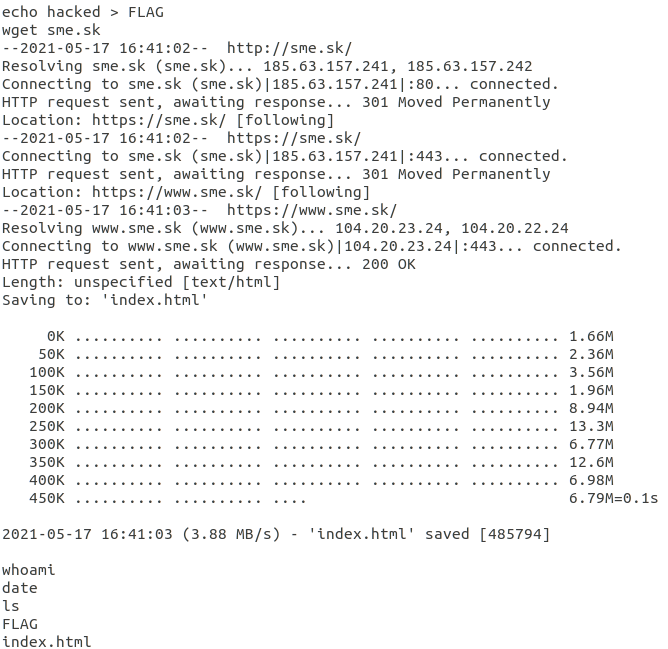 echo hacked > FLAG
wget sme.sk
--2021-05-17 16:41:02--  http://sme.sk/
Resolving sme.sk (sme.sk)... 185.63.157.241, 185.63.157.242
Connecting to sme.sk (sme.sk)|185.63.157.241|:80... connected.
HTTP request sent, awaiting response... 301 Moved Permanently
Location: https://sme.sk/ [following]
--2021-05-17 16:41:02--  https://sme.sk/
Connecting to sme.sk (sme.sk)|185.63.157.241|:443... connected.
HTTP request sent, awaiting response... 301 Moved Permanently
Location: https://www.sme.sk/ [following]
--2021-05-17 16:41:03--  https://www.sme.sk/
Resolving www.sme.sk (www.sme.sk)... 104.20.23.24, 104.20.22.24
Connecting to www.sme.sk (www.sme.sk)|104.20.23.24|:443... connected.
HTTP request sent, awaiting response... 200 OK
Length: unspecified [text/html]
Saving to: 'index.html'

     0K .......... .......... .......... .......... .......... 1.66M
    50K .......... .......... .......... .......... .......... 2.36M
   100K .......... .......... .......... .......... .......... 3.56M
   150K .......... .......... .......... .......... .......... 1.96M
   200K .......... .......... .......... .......... .......... 8.94M
   250K .......... .......... .......... .......... .......... 13.3M
   300K .......... .......... .......... .......... .......... 6.77M
   350K .......... .......... .......... .......... .......... 12.6M
   400K .......... .......... .......... .......... .......... 6.98M
   450K .......... .......... ....                             6.79M=0.1s

2021-05-17 16:41:03 (3.88 MB/s) - 'index.html' saved [485794]

whoami
date
ls
FLAG
index.html